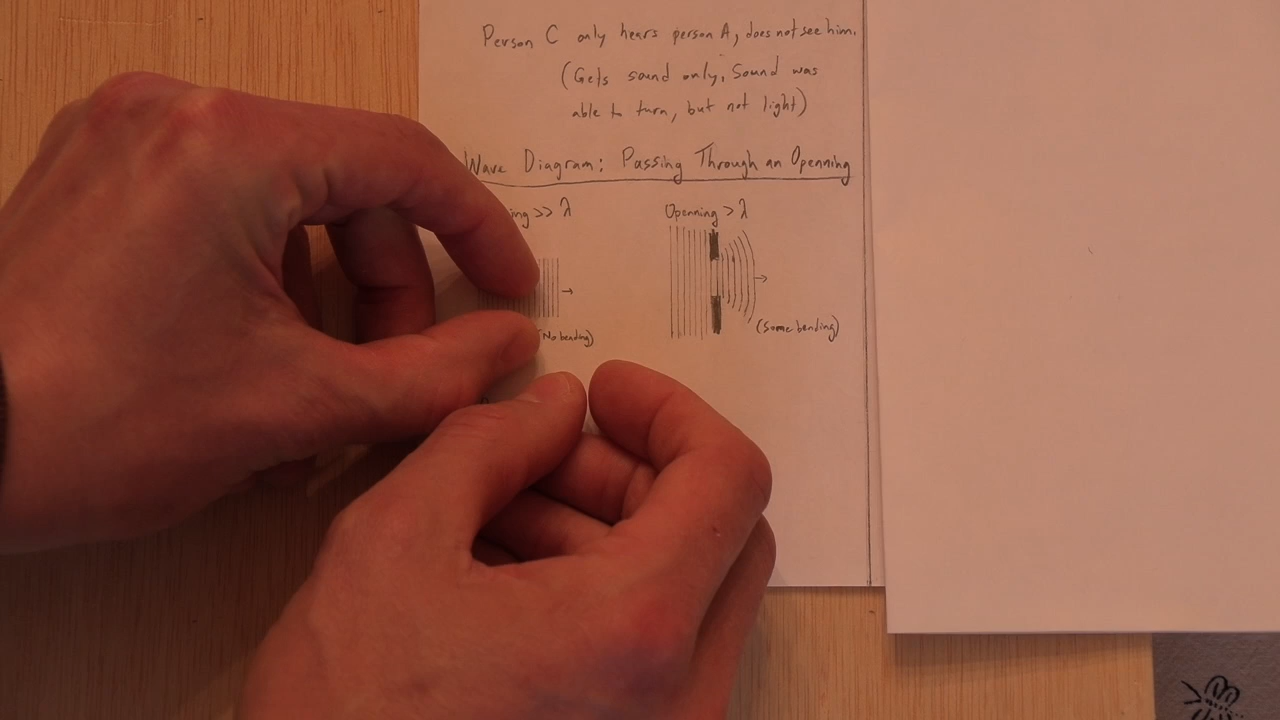 Person C only hears person A, does not see him.
(Gets sound only, Sound was
able to turn, but not light)
Wave Diagram: Passing Through an Openning
ing >> λ
Openning > λ
(No bending)
(Some bending)